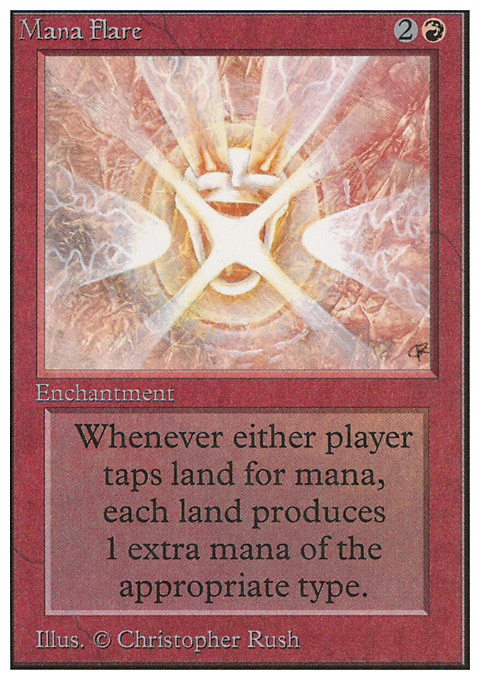 Mana Flare 2
Enchantment
Whenever either player
taps land for mana,
each land produces
1 extra mana of the
appropriate type.
Illus. © Christopher Rush